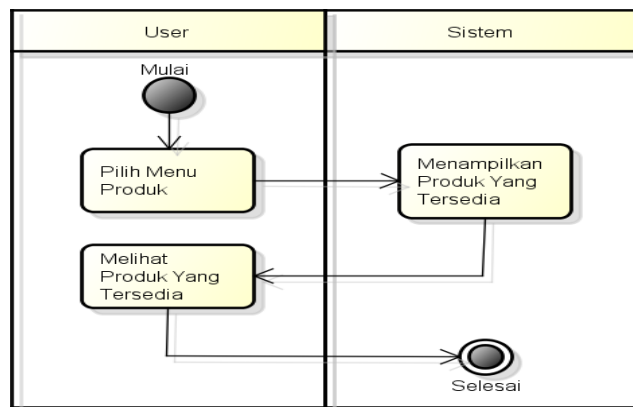 User
Sistem
Mulai
Pilih Menu
Produk
Menampilkan
Produk Yang
Tersedia
Melihat
Produk Yang
Tersedia
Selesai